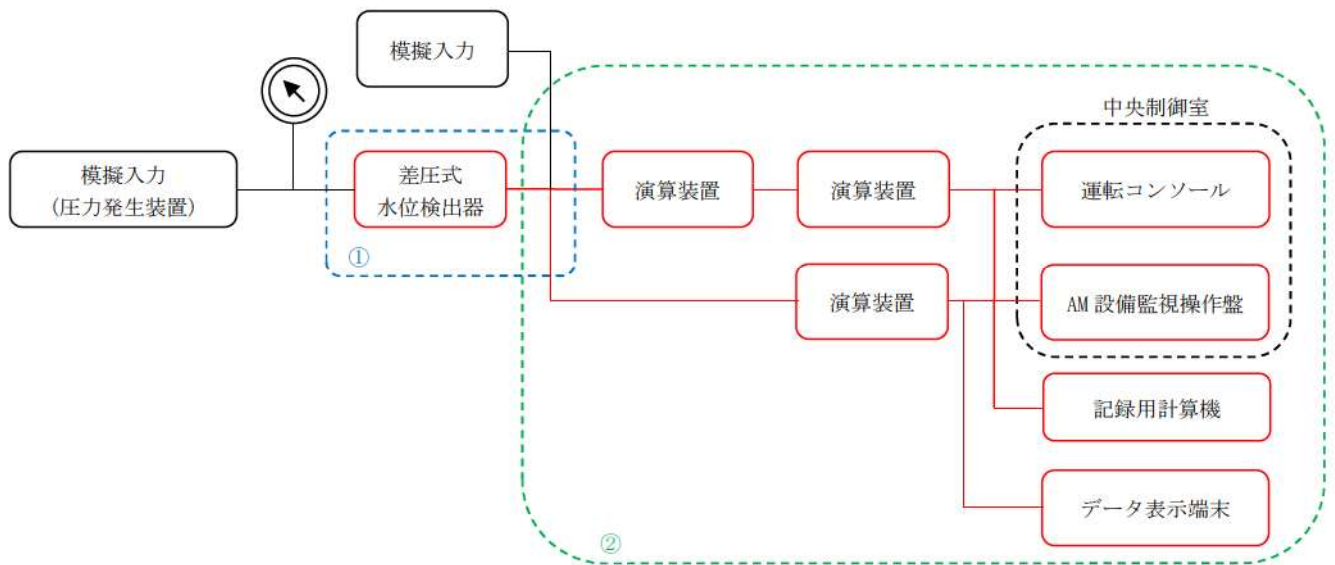 模擬入力
中央制御室
模擬入力
(圧力発生装置)
差圧式
水位検出器
演算装置
演算装置
運転コンソール
①
演算装置
AM 設備監視操作盤
記録用計算機
データ表示端末
②